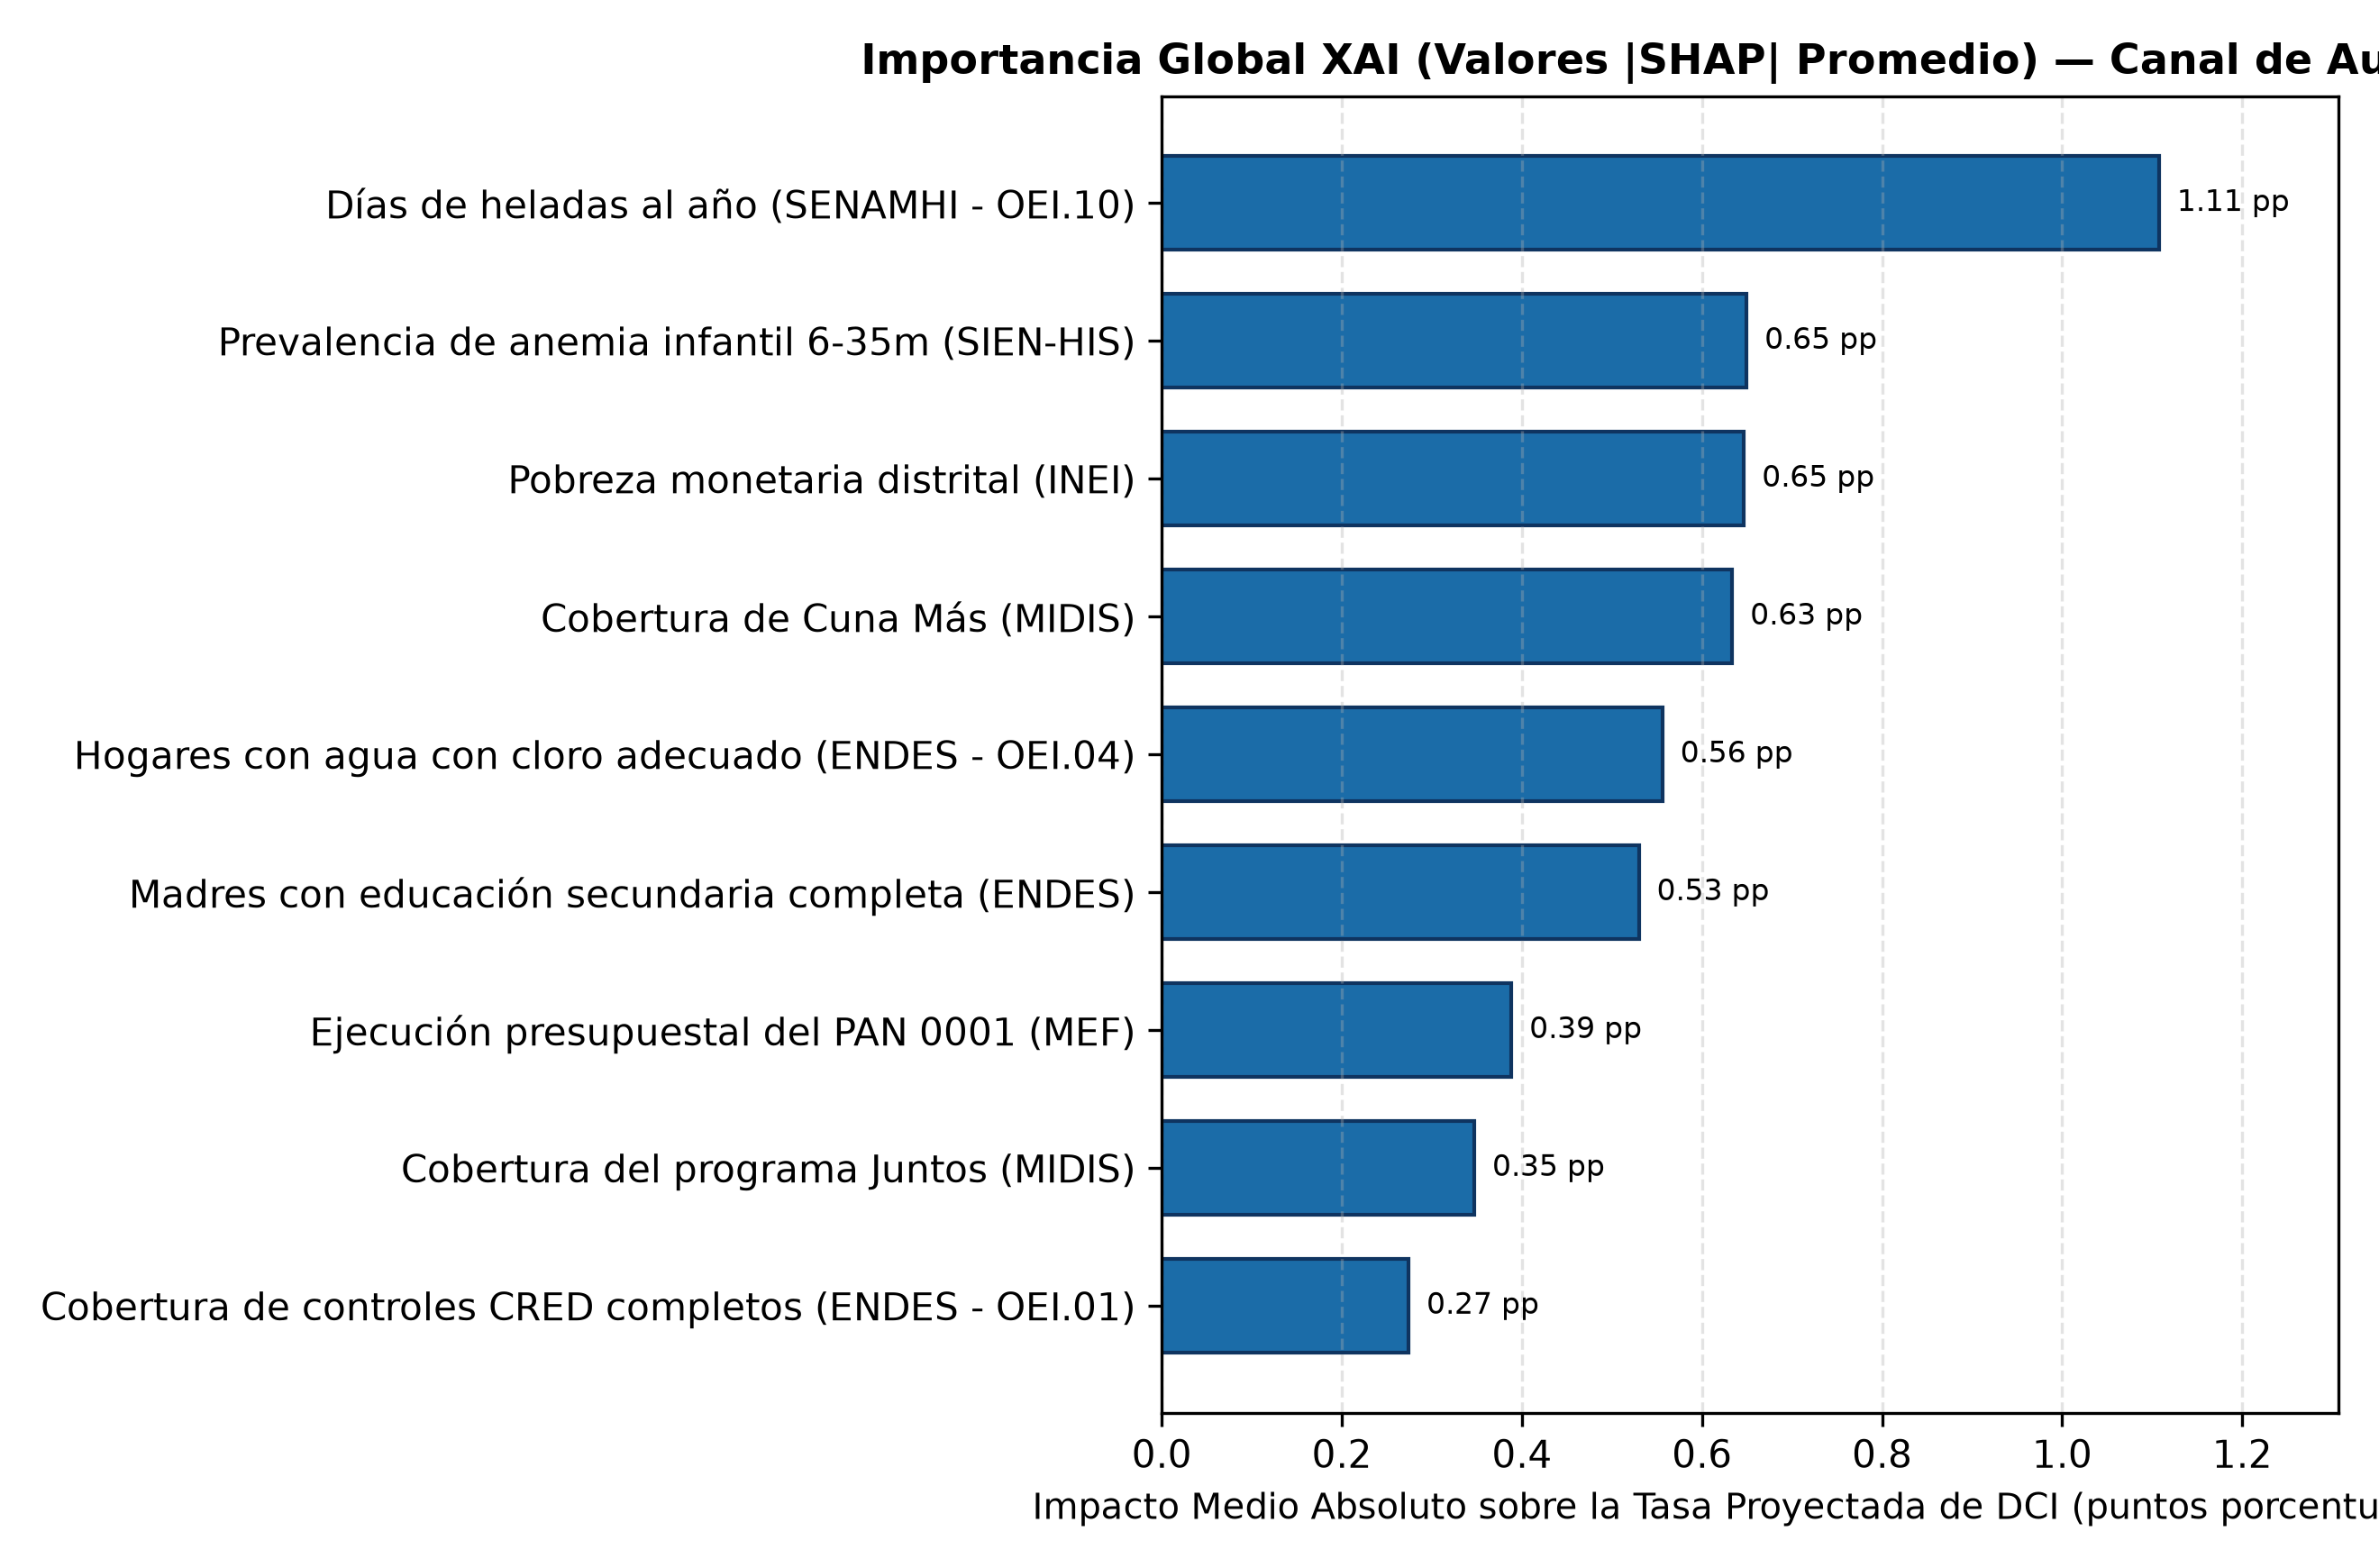 Importancia Global XAI (Valores |SHAP| Promedio) — Canal de Au
Días de heladas al año (SENAMHI - OEI.10)
1.11 pp
Prevalencia de anemia infantil 6-35m (SIEN-HIS)
0.65 pp
Pobreza monetaria distrital (INEI)
0.65 pp
Cobertura de Cuna Más (MIDIS)
0.63 pp
Hogares con agua con cloro adecuado (ENDES - OEI.04)
0.56 pp
Madres con educación secundaria completa (ENDES)
0.53 pp
Ejecución presupuestal del PAN 0001 (MEF)
0.39 pp
Cobertura del programa Juntos (MIDIS)
0.35 pp
Cobertura de controles CRED completos (ENDES - OEI.01)
0.27 pp
0.0 0.2 0.4 0.6 0.8 1.0 1.2
Impacto Medio Absoluto sobre la Tasa Proyectada de DCI (puntos porcentu